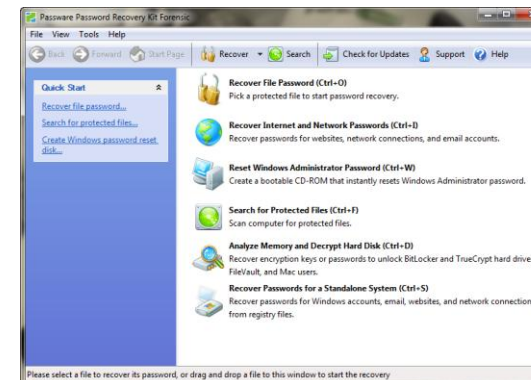 Passware Password Recovery Kit Forensic
File View Tools Help
Back Forward Start Page Recover Search Check for Updates Support Help
Quick Start
Recover file password...
Search for protected files...
Create Windows password reset
disk...
Recover File Password (Ctrl+O)
Pick a protected file to start password recovery.
Recover Internet and Network Passwords (Ctrl+I)
Recover passwords for websites, network connections, and email accounts.
Reset Windows Administrator Password (Ctrl+W)
Create a bootable CD-ROM that instantly resets Windows Administrator password.
Search for Protected Files (Ctrl+F)
Scan computer for protected files.
Analyze Memory and Decrypt Hard Disk (Ctrl+D)
Recover encryption keys or passwords to unlock BitLocker and TrueCrypt hard drive
FileVault, and Mac users.
Recover Passwords for a Standalone System (Ctrl+S)
Recover passwords for Windows accounts, email, websites, and network connection
from registry files.
Please select a file to recover its password, or drag and drop a file to this window to start the recovery